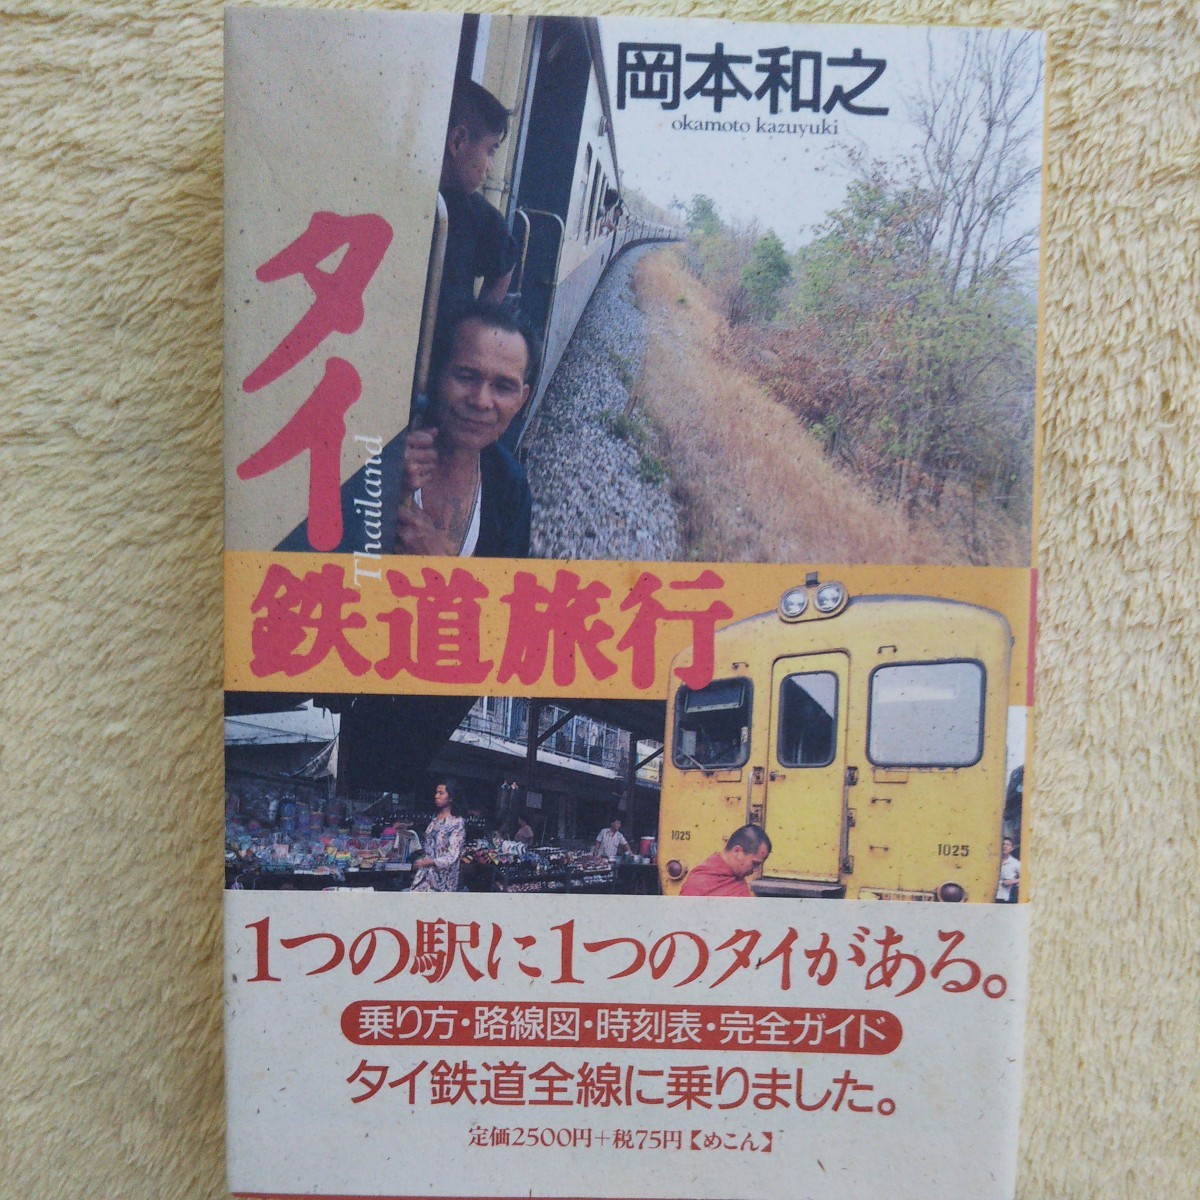 岡本和之
okamoto kazuyuki
タイ
Thailand
鉄道旅行
1025
1025
1つの駅に1つのタイがある。
乗り方・路線図・時刻表・完全ガイド
タイ鉄道全線に乗りました。
定価2500円+税75円【めこん】